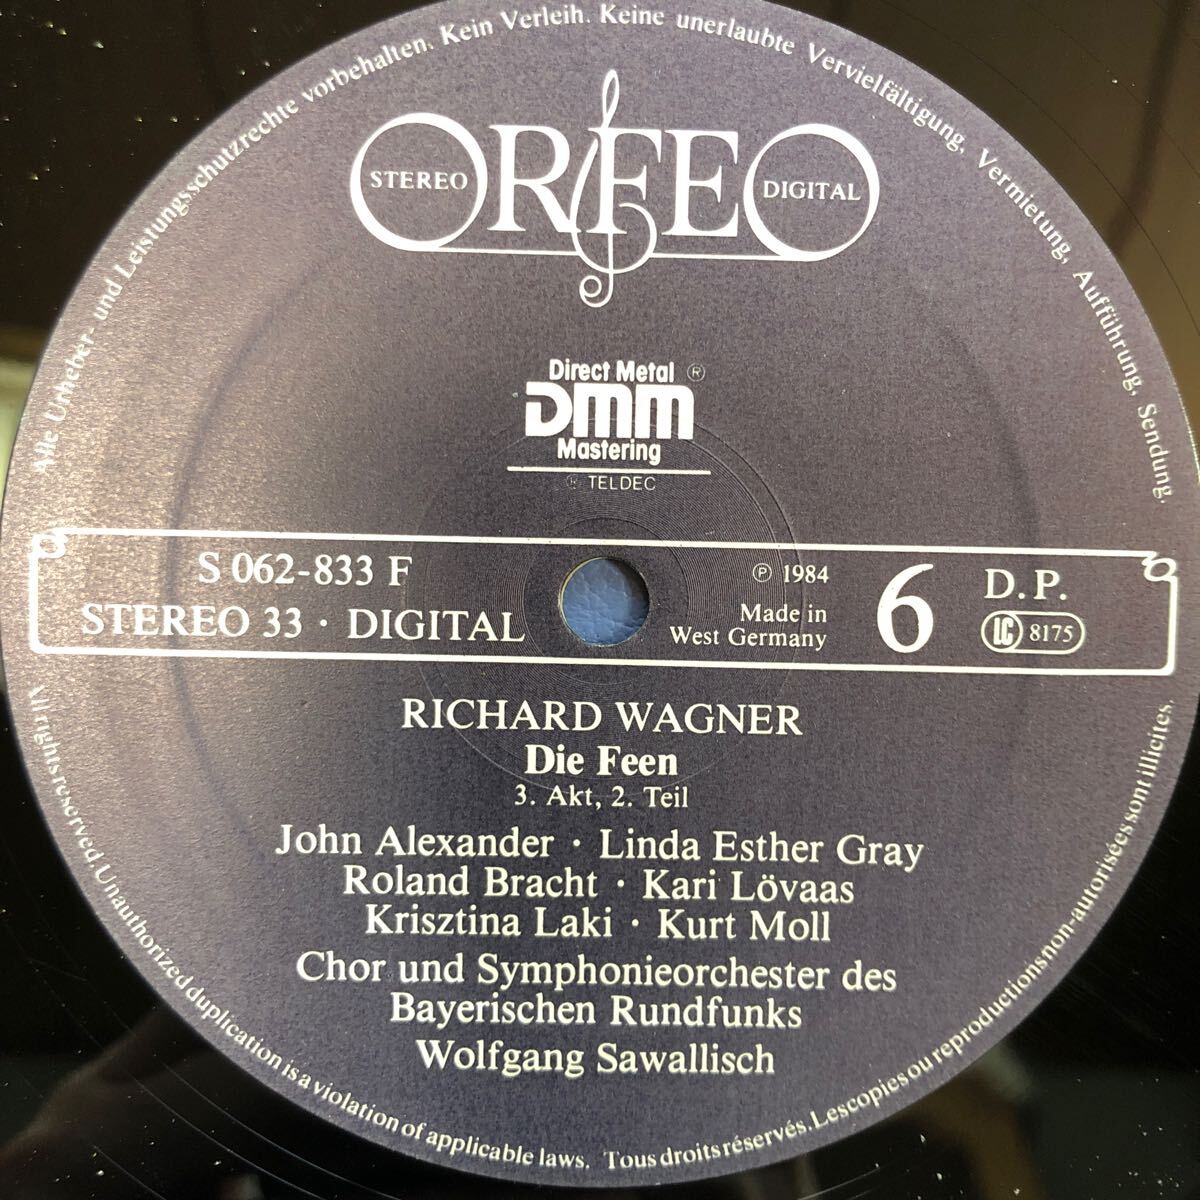 Alle Urheber- und Leistungsschutzrechte vorbehalten. Kein Verleih. Keine unerlaubte Vervielfältigung, Vermietung, Aufführung, Sendung.
ORFEO
STEREO
DIGITAL
Direct Metal ®
DMM
Mastering
® TELDEC
S 062-833 F
STEREO 33 · DIGITAL
℗ 1984
Made in
West Germany
6
D.P.
LC 8175
RICHARD WAGNER
Die Feen
3. Akt, 2. Teil
John Alexander · Linda Esther Gray
Roland Bracht · Kari Lövaas
Krisztina Laki · Kurt Moll
Chor und Symphonieorchester des
Bayerischen Rundfunks
Wolfgang Sawallisch
All rights reserved. Unauthorized duplication is a violation of applicable laws. Tous droits réservés. Les copies ou reproductions non-autorisées sont illicites.